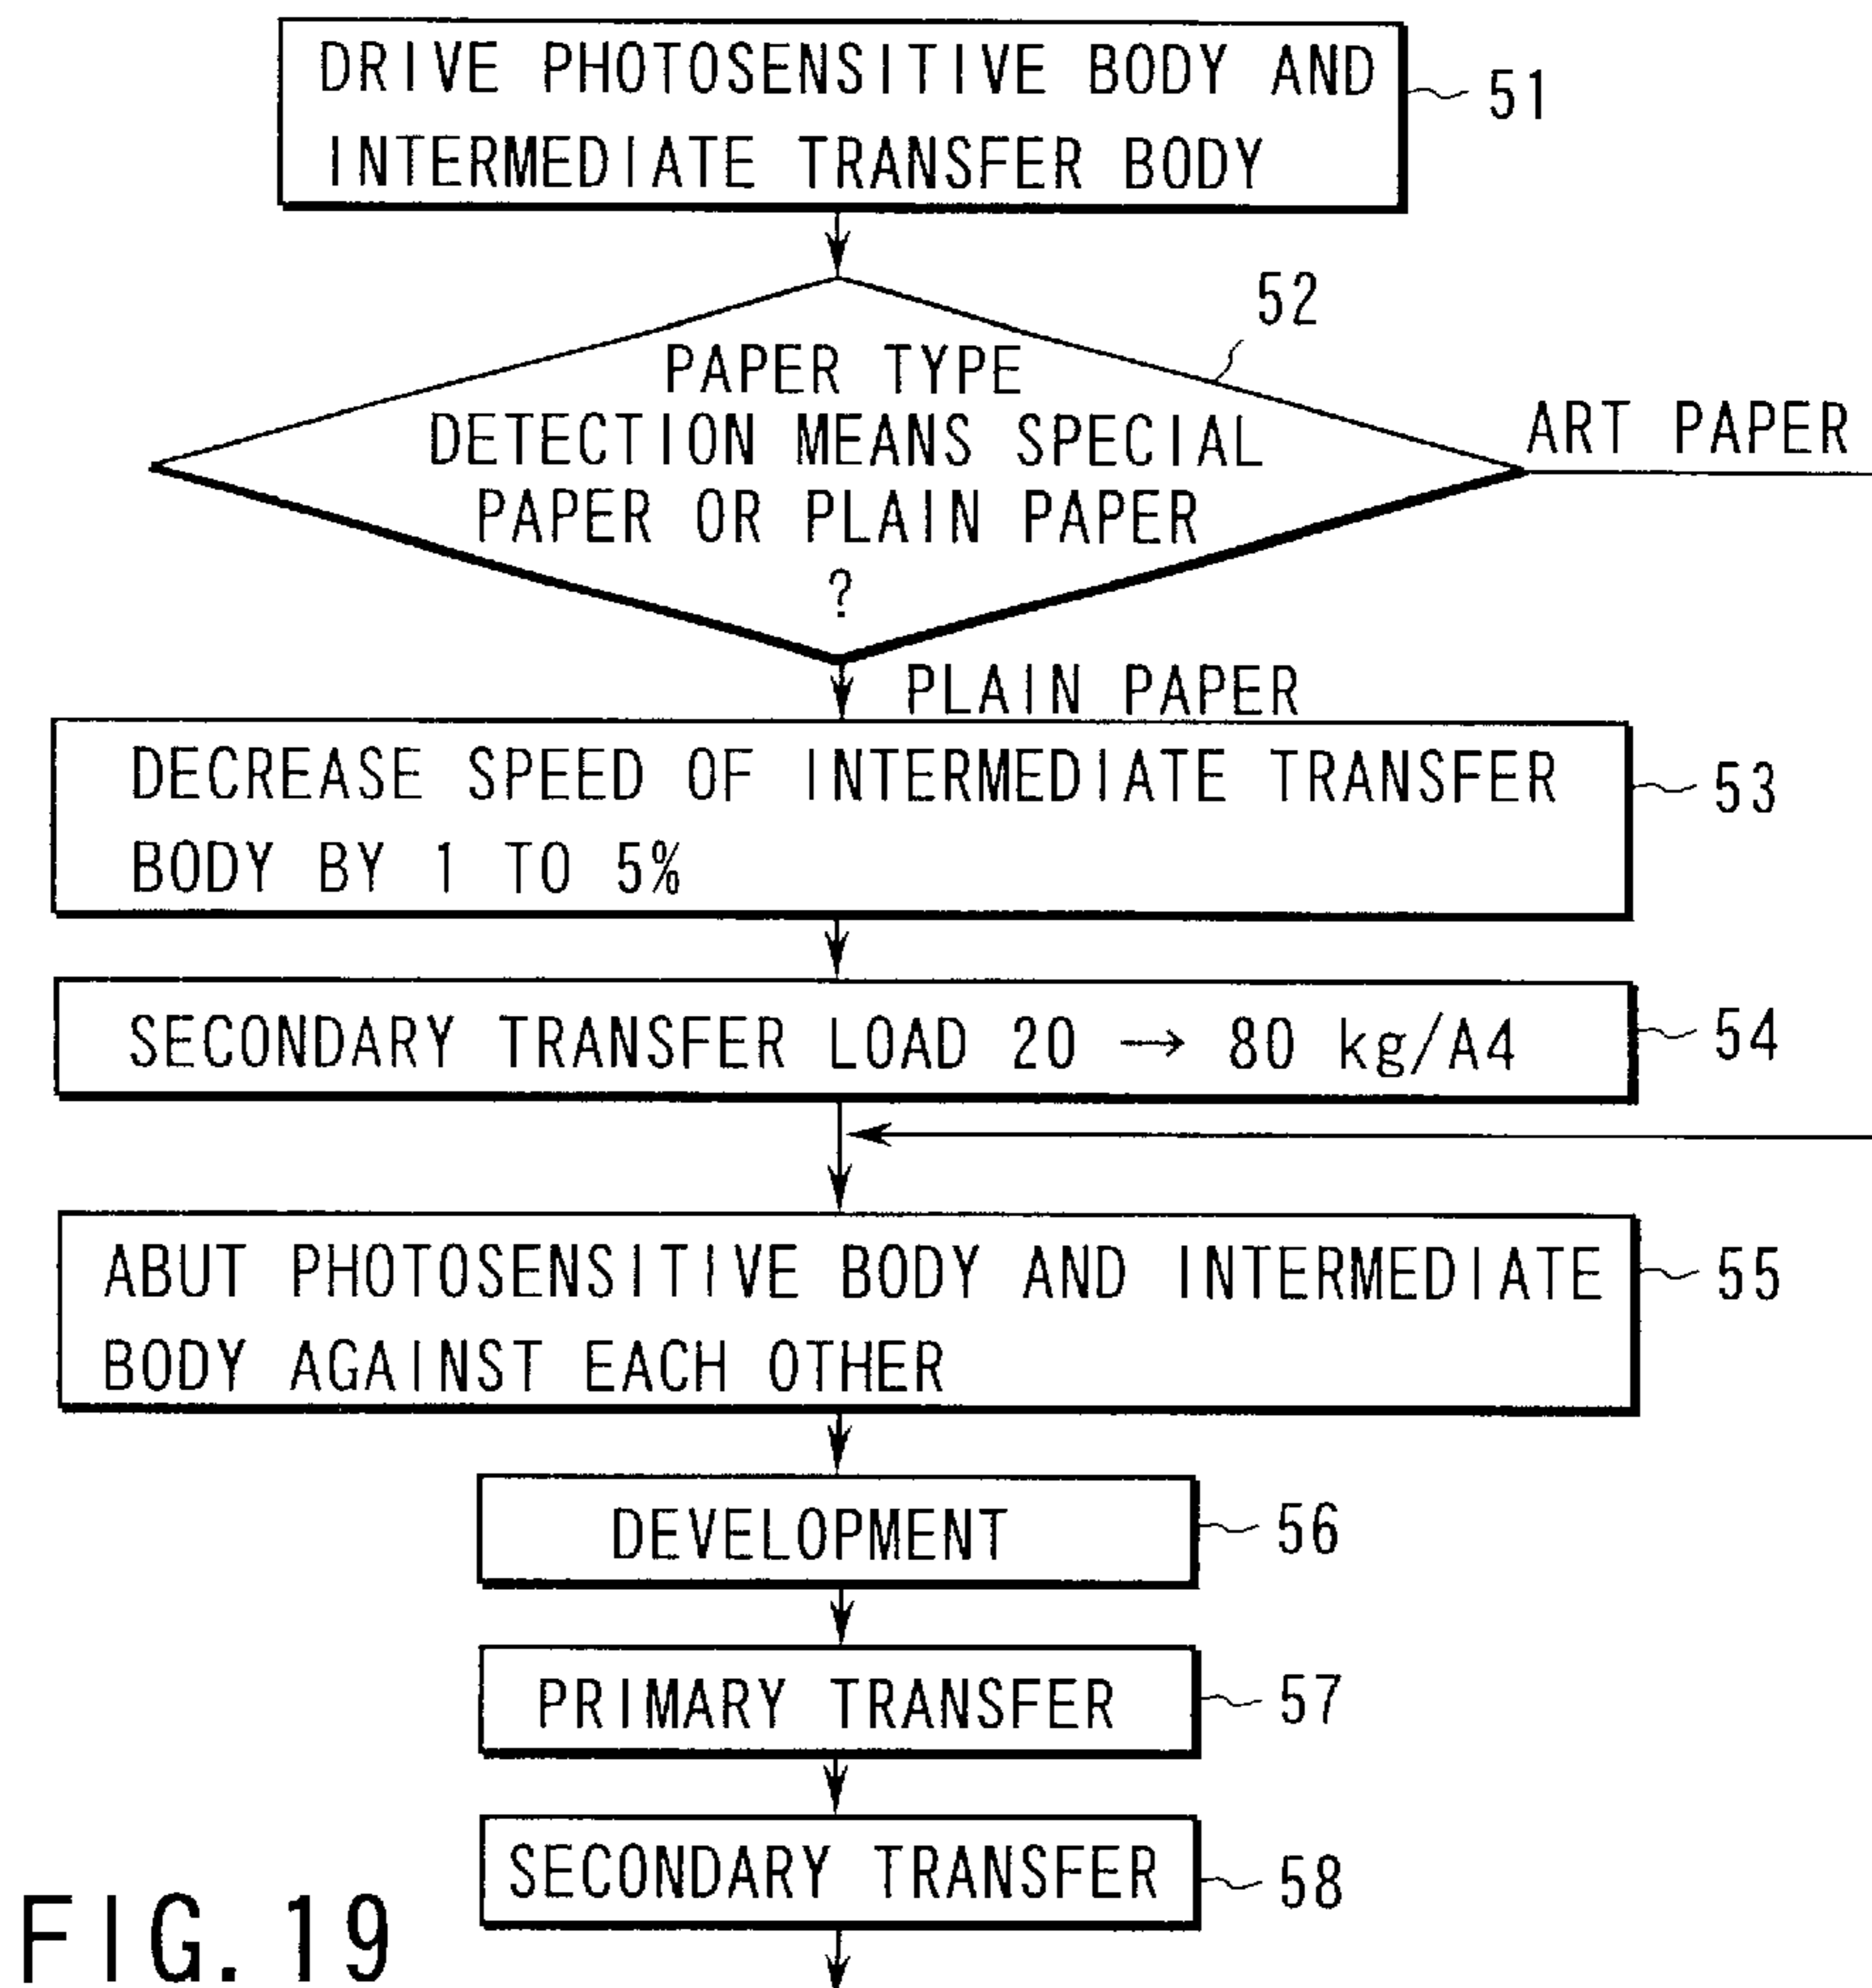 DRIVE PHOTOSENSITIVE BODY AND
INTERMEDIATE TRANSFER BODY
51
52
PAPER TYPE
DETECTION MEANS SPECIAL
PAPER OR PLAIN PAPER
?
ART PAPER
PLAIN PAPER
DECREASE SPEED OF INTERMEDIATE TRANSFER
BODY BY 1 TO 5%
53
SECONDARY TRANSFER LOAD 20 → 80 kg/A4
54
ABUT PHOTOSENSITIVE BODY AND INTERMEDIATE
BODY AGAINST EACH OTHER
55
DEVELOPMENT
56
PRIMARY TRANSFER
57
SECONDARY TRANSFER
58
FIG.19